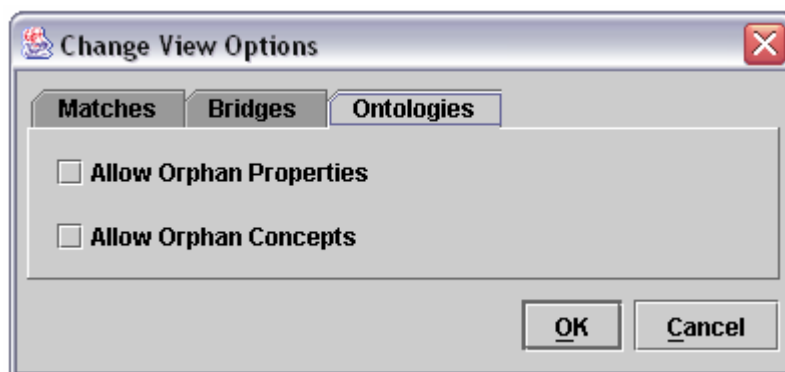 Change View Options
Matches Bridges Ontologies
Allow Orphan Properties
Allow Orphan Concepts
OK Cancel